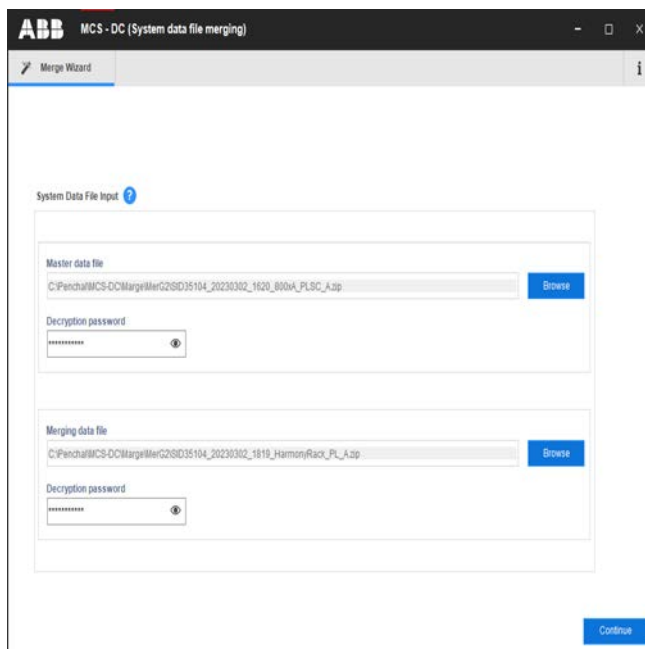 ABB MCS - DC (System data file merging)
Merge Wizard
i
System Data File Input ?
Master data file
C:\Penchal\MCS-DC\Marge\MerG2\SID35104_20230302_1620_800xA_PLSC_A.zip
Browse
Decryption password
***********
Merging data file
C:\Penchal\MCS-DC\Marge\MerG2\SID35104_20230302_1819_HarmonyRack_PL_A.zip
Browse
Decryption password
***********
Continue